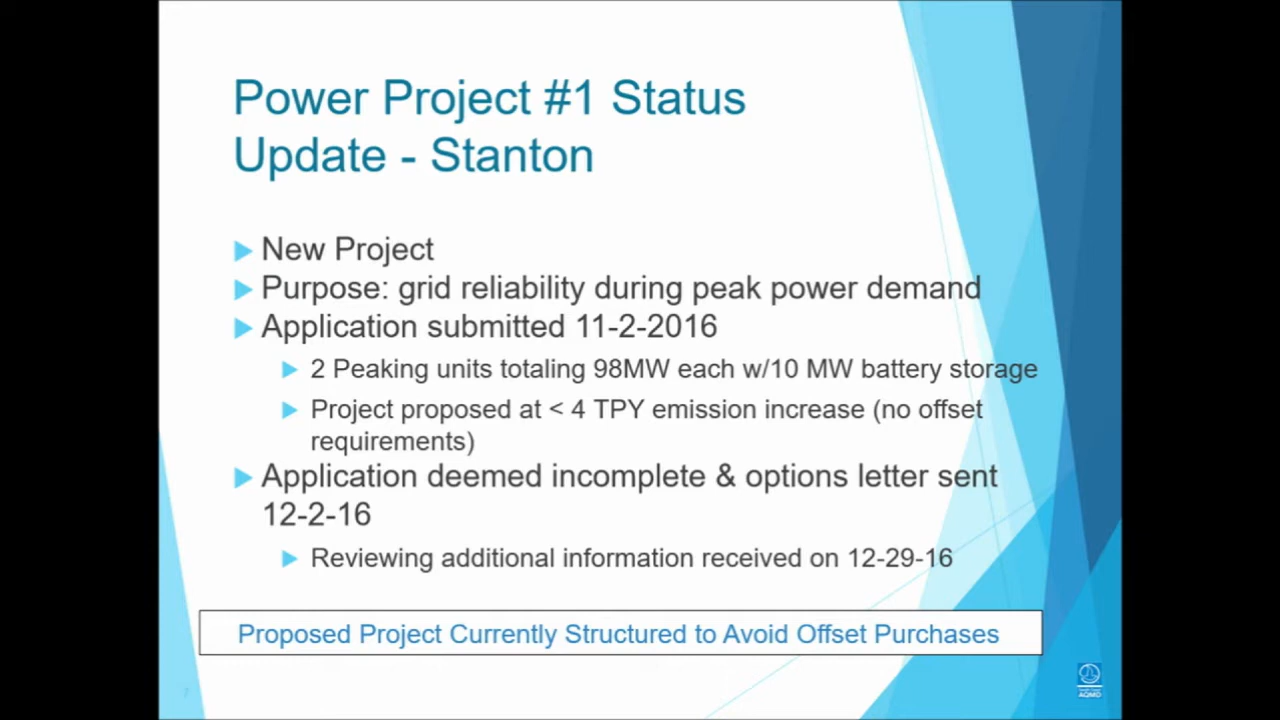 Power Project #1 Status
Update - Stanton
New Project
Purpose: grid reliability during peak power demand
Application submitted 11-2-2016
2 Peaking units totaling 98MW each w/10 MW battery storage
Project proposed at < 4 TPY emission increase (no offset
requirements)
Application deemed incomplete & options letter sent
12-2-16
Reviewing additional information received on 12-29-16
Proposed Project Currently Structured to Avoid Offset Purchases
7
AQMD